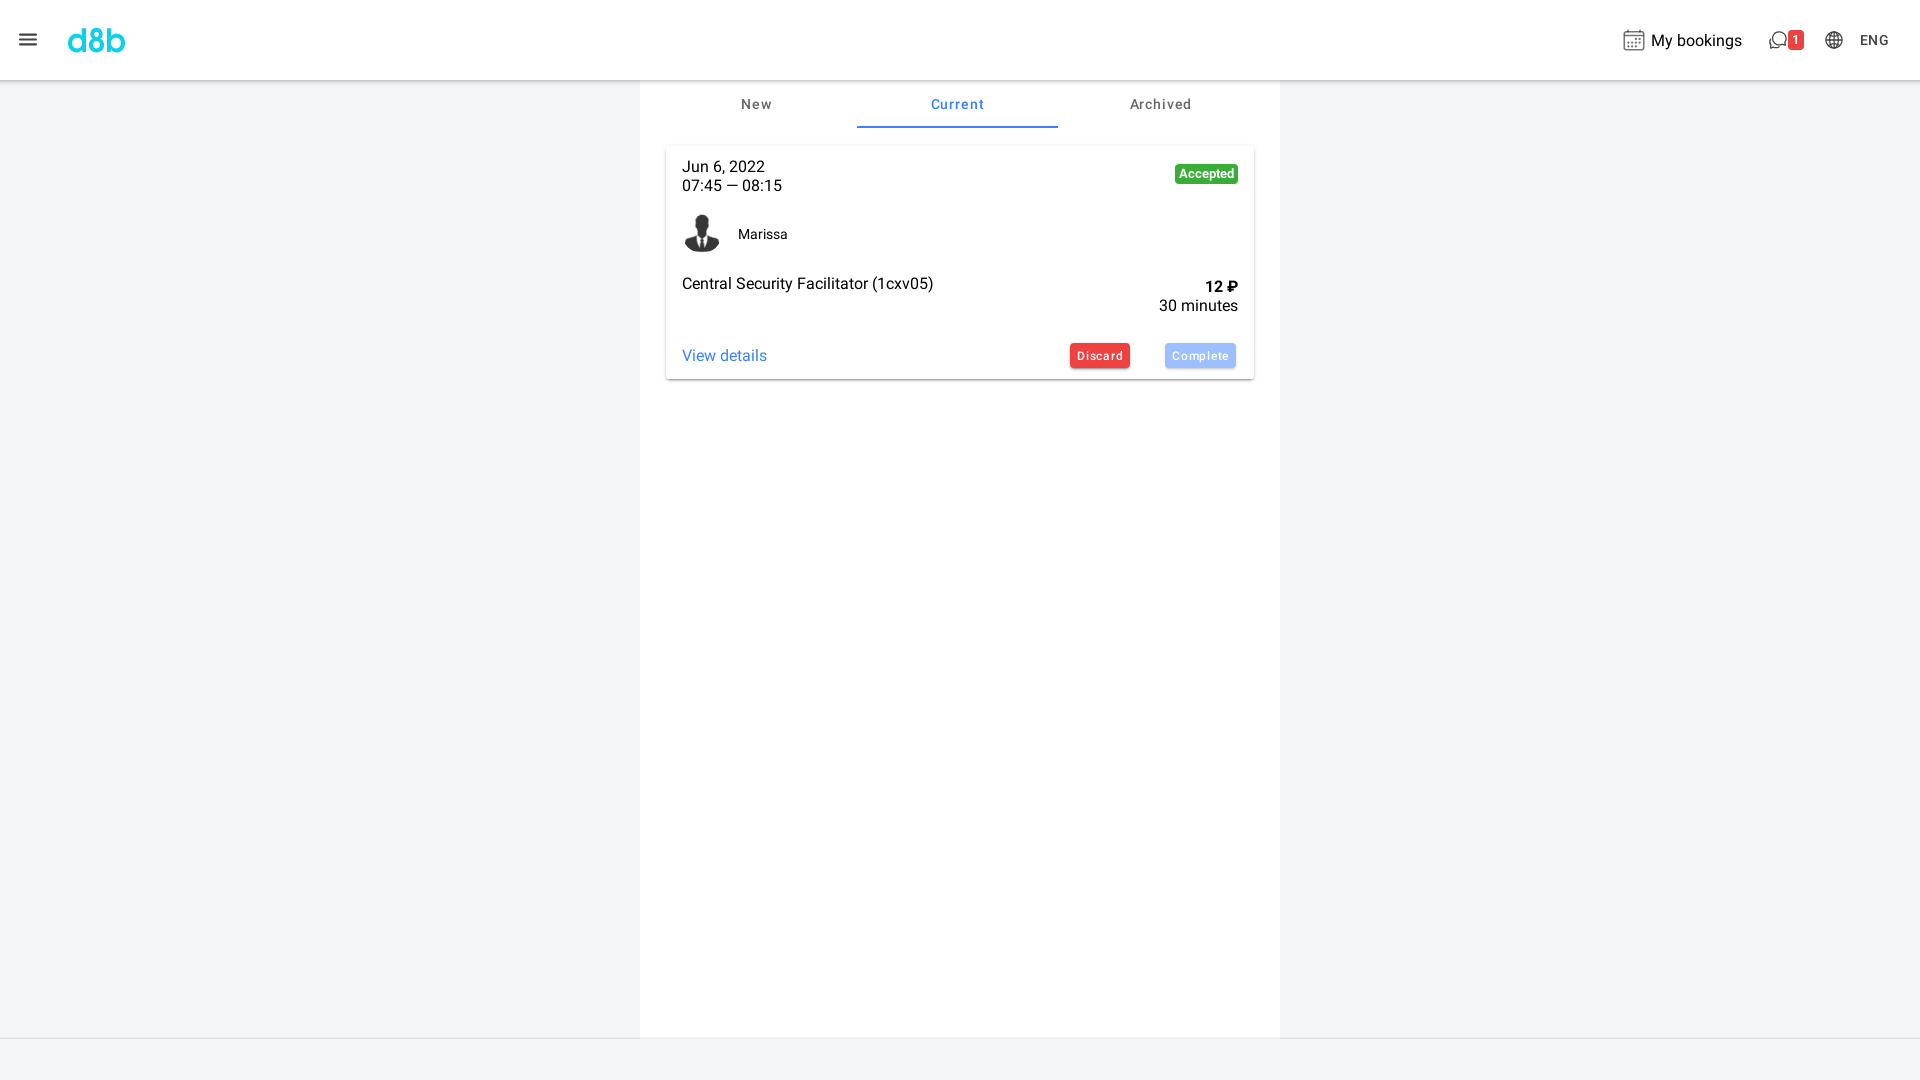 d8b
My bookings
1
ENG
New
Current
Archived
Jun 6, 2022
07:45 — 08:15
Accepted
Marissa
Central Security Facilitator (1cxv05)
12 ₽
30 minutes
View details
Discard
Complete